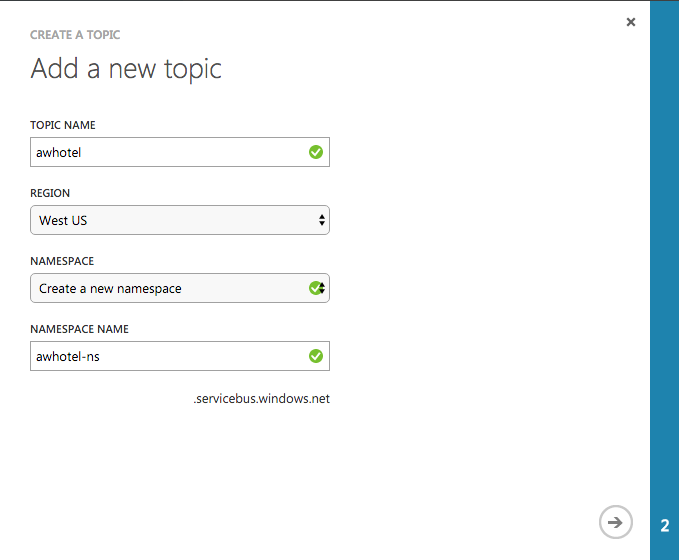 CREATE A TOPIC
Add a new topic
TOPIC NAME
awhotel
REGION
West US
NAMESPACE
Create a new namespace
NAMESPACE NAME
awhotel-ns
.servicebus.windows.net
2